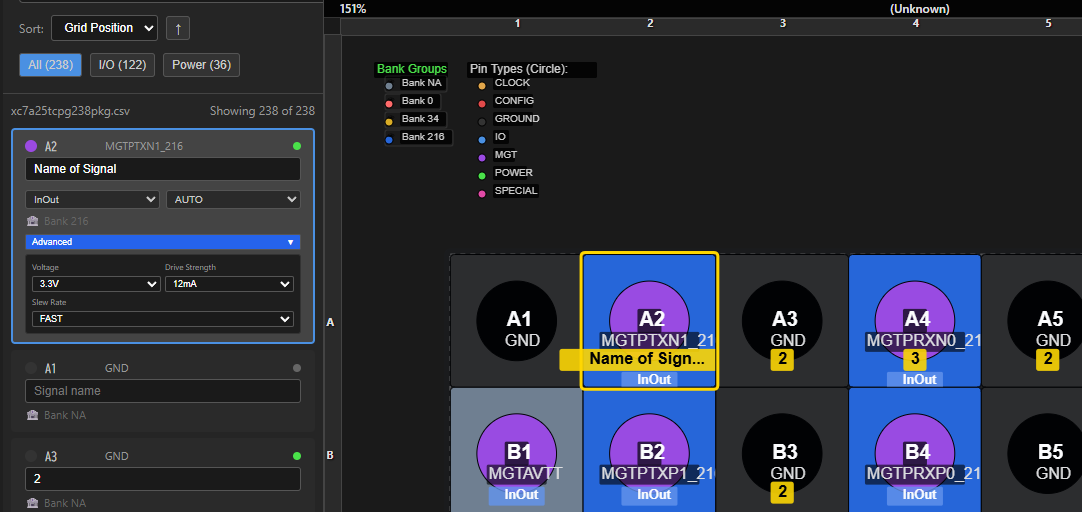 Sort: Grid Position ↑
All (238) I/O (122) Power (36)
xc7a25tcpg238pkg.csv Showing 238 of 238
A2 MGTPTXN1_216
Name of Signal
InOut AUTO
Bank 216
Advanced ▼
Voltage Drive Strength
3.3V 12mA
Slew Rate
FAST
A1 GND
Signal name
Bank NA
A3 GND
2
Bank NA
151% (Unknown)
1 2 3 4 5
Bank Groups
Bank NA
Bank 0
Bank 34
Bank 216
Pin Types (Circle):
CLOCK
CONFIG
GROUND
IO
MGT
POWER
SPECIAL
A
A1
GND
A2
MGTPTXN1_216
Name of Sign...
InOut
A3
GND
2
A4
MGTPRXN0_21
3
InOut
A5
GND
2
B
B1
MGTAVTT
InOut
B2
MGTPTXP1_216
InOut
B3
GND
2
B4
MGTPRXP0_21
InOut
B5
GND